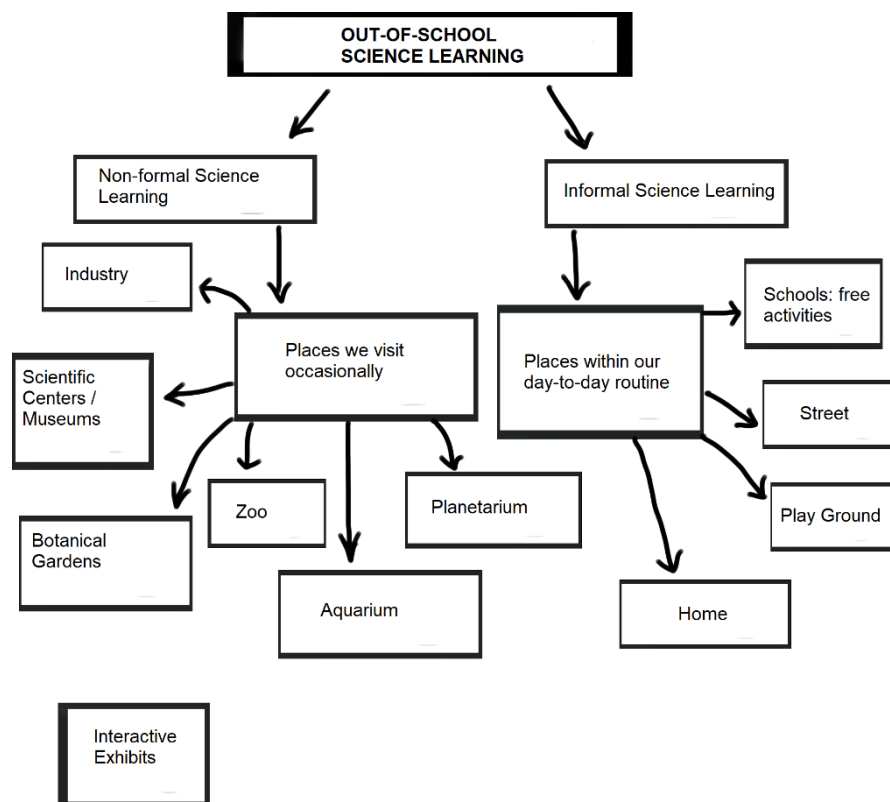 OUT-OF-SCHOOL
SCIENCE LEARNING
Non-formal Science
Learning
Informal Science Learning
Industry
Schools: free
activities
Places we visit
occasionally
Places within our
day-to-day routine
Scientific
Centers /
Museums
Street
Zoo
Planetarium
Play Ground
Botanical
Gardens
Aquarium
Home
Interactive
Exhibits